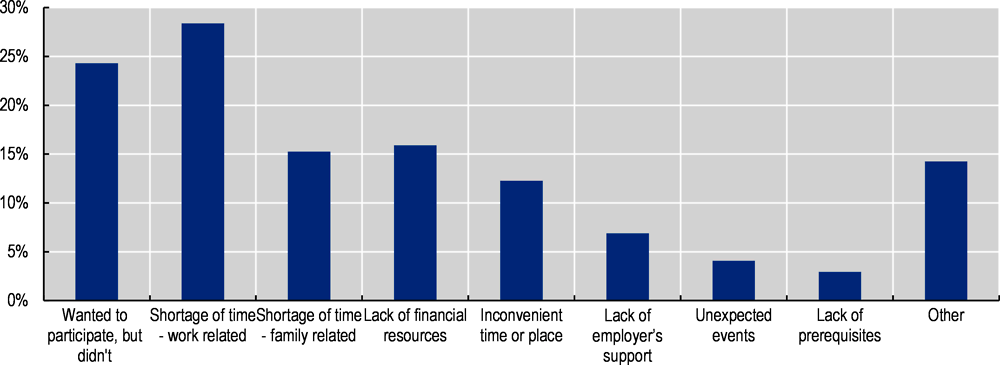 30%
25%
20%
15%
10%
5%
0%
Wanted to
participate, but
didn't
Shortage of time
- work related
Shortage of time
- family related
Lack of financial
resources
Inconvenient
time or place
Lack of
employer's
support
Unexpected
events
Lack of
prerequisites
Other